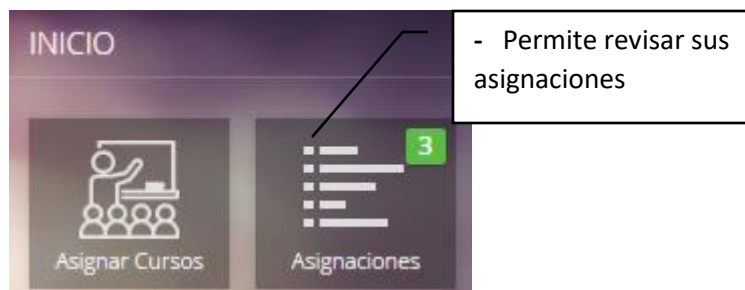 INICIO
- Permite revisar sus
asignaciones
3
Asignar Cursos
Asignaciones